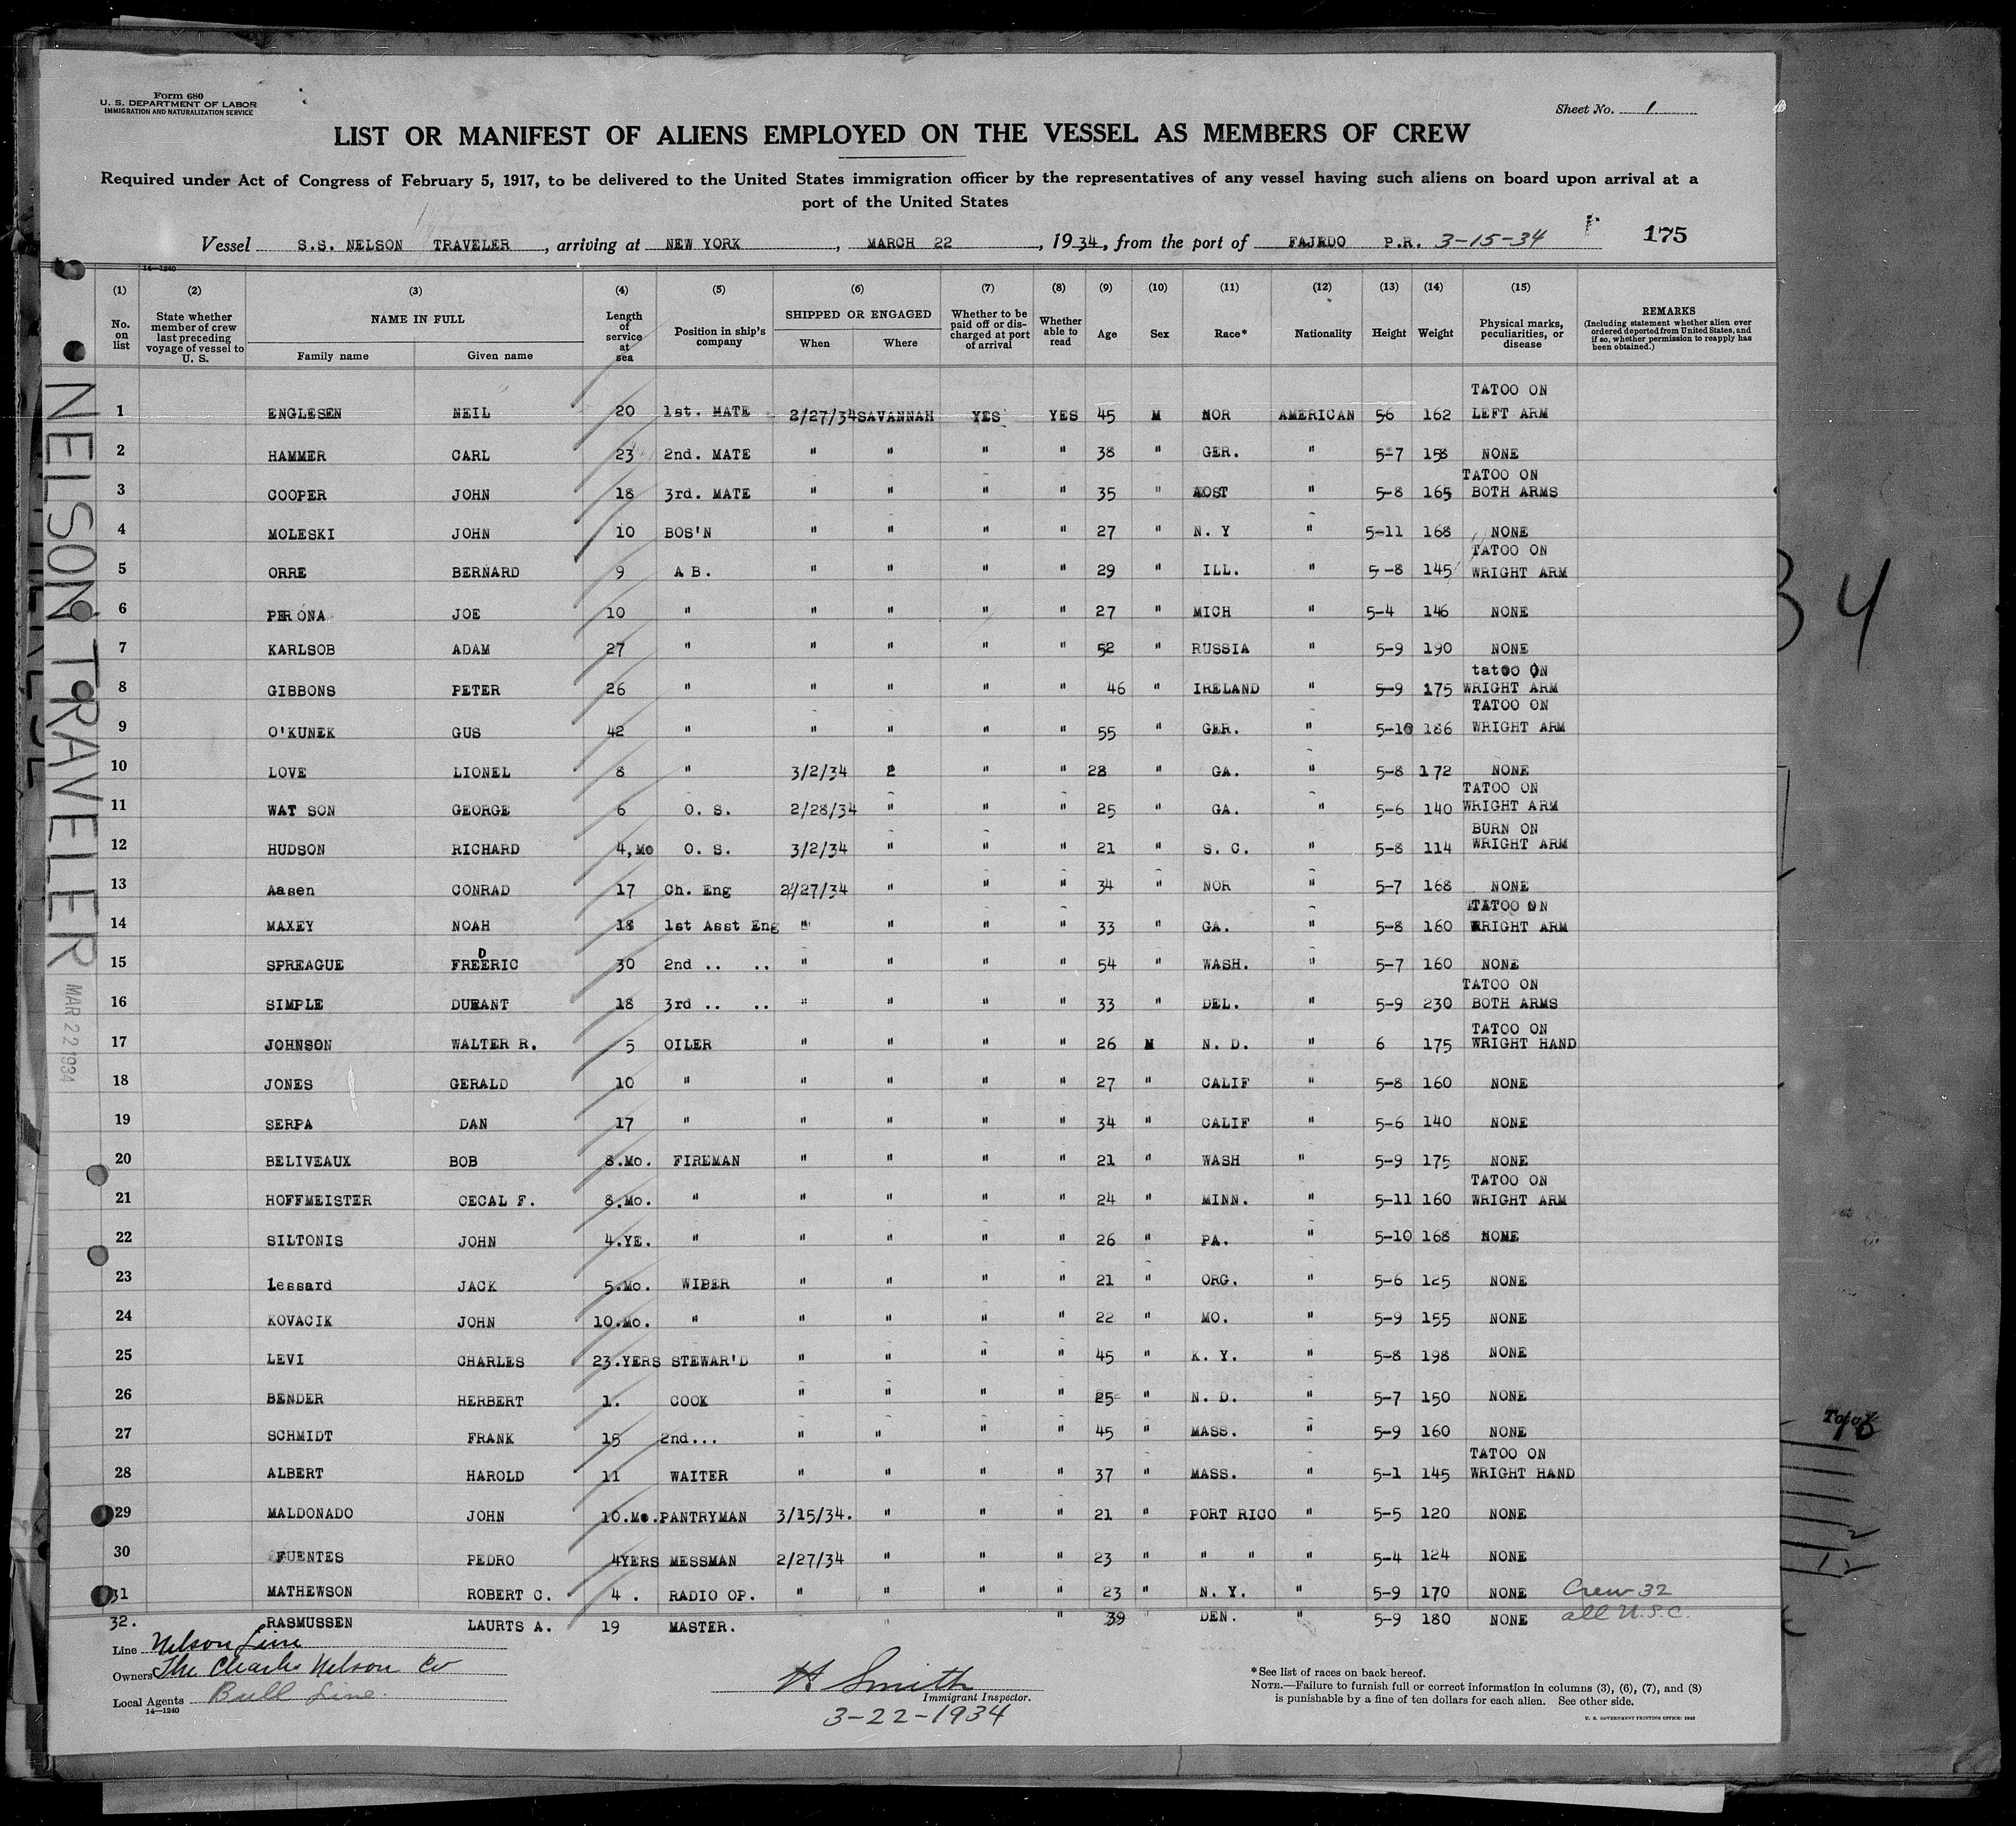 Form 680
U. S. DEPARTMENT OF LABOR
IMMIGRATION AND NATURALIZATION SERVICE
Sheet No. 1
LIST OR MANIFEST OF ALIENS EMPLOYED ON THE VESSEL AS MEMBERS OF CREW
Required under Act of Congress of February 5, 1917, to be delivered to the United States immigration officer by the representatives of any vessel having such aliens on board upon arrival at a
port of the United States
Vessel S.S. NELSON TRAVELER, arriving at NEW YORK, MARCH 22, 1934, from the port of FAJEDO P.R. 3-15-34 175
14-1240
(1) (2) (3) (4) (5) (6) (7) (8) (9) (10) (11) (12) (13) (14) (15)
No. on list
State whether member of crew last preceding voyage of vessel to U. S.
NAME IN FULL
Family name
Given name
Length of service at sea
Position in ship's company
SHIPPED OR ENGAGED
When
Where
Whether to be paid off or discharged at port of arrival
Whether able to read
Age
Sex
Race*
Nationality
Height
Weight
Physical marks, peculiarities, or disease
REMARKS
(Including statement whether alien ever ordered deported from United States, and if so, whether permission to reapply has been obtained.)
1 ENGLESEN NEIL 20 1st. MATE 2/27/34 SAVANNAH YES YES 45 M NOR AMERICAN 56 162 TATOO ON LEFT ARM
2 HAMMER CARL 23 2nd. MATE " " " " 38 " GER. " 5-7 158 NONE
3 COOPER JOHN 18 3rd. MATE " " " " 35 " AOST " 5-8 165 TATOO ON BOTH ARMS
4 MOLESKI JOHN 10 BOS'N " " " " 27 " N. Y " 5-11 168 NONE
5 ORRE BERNARD 9 A B. " " " " 29 " ILL. " 5-8 145 TATOO ON WRIGHT ARM
6 PERONA JOE 10 " " " " " 27 " MICH " 5-4 146 NONE
7 KARLSOB ADAM 27 " " " " " 52 " RUSSIA " 5-9 190 NONE
8 GIBBONS PETER 26 " " " " " 46 " IRELAND " 5-9 175 tatoo ON WRIGHT ARM
9 O'KUNEK GUS 42 " " " " " 55 " GER. " 5-10 186 TATOO ON WRIGHT ARM
10 LOVE LIONEL 8 " 3/2/34 2 " " 28 " GA. " 5-8 172 NONE
11 WAT SON GEORGE 6 O. S. 2/28/34 " " " 25 " GA. " 5-6 140 TATOO ON WRIGHT ARM
12 HUDSON RICHARD 4,Mo O. S. 3/2/34 " " " 21 " S. C. " 5-8 114 BURN ON WRIGHT ARM
13 Aasen CONRAD 17 Ch. Eng 2/27/34 " " " 34 " NOR " 5-7 168 NONE
14 MAXEY NOAH 18 1st Asst Eng " " " " 33 " GA. " 5-8 160 TATOO ON WRIGHT ARM
15 SPREAGUE FREDERIC 30 2nd .. .. " " " " 54 " WASH. " 5-7 160 NONE
16 SIMPLE DURANT 18 3rd .. .. " " " " 33 " DEL. " 5-9 230 TATOO ON BOTH ARMS
17 JOHNSON WALTER R. 5 OILER " " " " 26 M N. D. " 6 175 TATOO ON WRIGHT HAND
18 JONES GERALD 10 " " " " " 27 " CALIF " 5-8 160 NONE
19 SERPA DAN 17 " " " " " 34 " CALIF " 5-6 140 NONE
20 BELIVEAUX BOB 8.Mo. FIREMAN " " " " 21 " WASH " 5-9 175 NONE
21 HOFFMEISTER CECAL F. 8.Mo. " " " " " 24 " MINN. " 5-11 160 TATOO ON WRIGHT ARM
22 SILTONIS JOHN 4.YE. " " " " " 26 " PA. " 5-10 168 NONE
23 Lessard JACK 5.Mo. WIBER " " " " 21 " ORG. " 5-6 125 NONE
24 KOVACIK JOHN 10.Mo. " " " " " 22 " MO. " 5-9 155 NONE
25 LEVI CHARLES 23.YERS STEWAR'D " " " " 45 " K. Y. " 5-8 198 NONE
26 BENDER HERBERT 1. COOK " " " " 25 " N. D. " 5-7 150 NONE
27 SCHMIDT FRANK 15 2nd... " " " " 45 " MASS. " 5-9 160 NONE
28 ALBERT HAROLD 11 WAITER " " " " 37 " MASS. " 5-1 145 TATOO ON WRIGHT HAND
29 MALDONADO JOHN 10.Mo. PANTRYMAN 3/15/34. " " " 21 " PORT RICO " 5-5 120 NONE
30 FUENTES PEDRO 4YERS MESSMAN 2/27/34 " " " 23 " " " " 5-4 124 NONE
31 MATHEWSON ROBERT C. 4 . RADIO OP. " " " " 23 " N. Y. " 5-9 170 NONE Crew-32
32. RASMUSSEN LAURTS A. 19 MASTER. " 39 " DEN. " 5-9 180 NONE all U.S.C.
Line Nelson Line
Owners The Charles Nelson Co
Local Agents Bull Line.
14-1240
H Smith
Immigrant Inspector.
3-22-1934
*See list of races on back hereof.
NOTE.—Failure to furnish full or correct information in columns (3), (6), (7), and (8)
is punishable by a fine of ten dollars for each alien. See other side.
U. S. GOVERNMENT PRINTING OFFICE: 1933
NELSON TRAVELER
MAR 22 1934
34